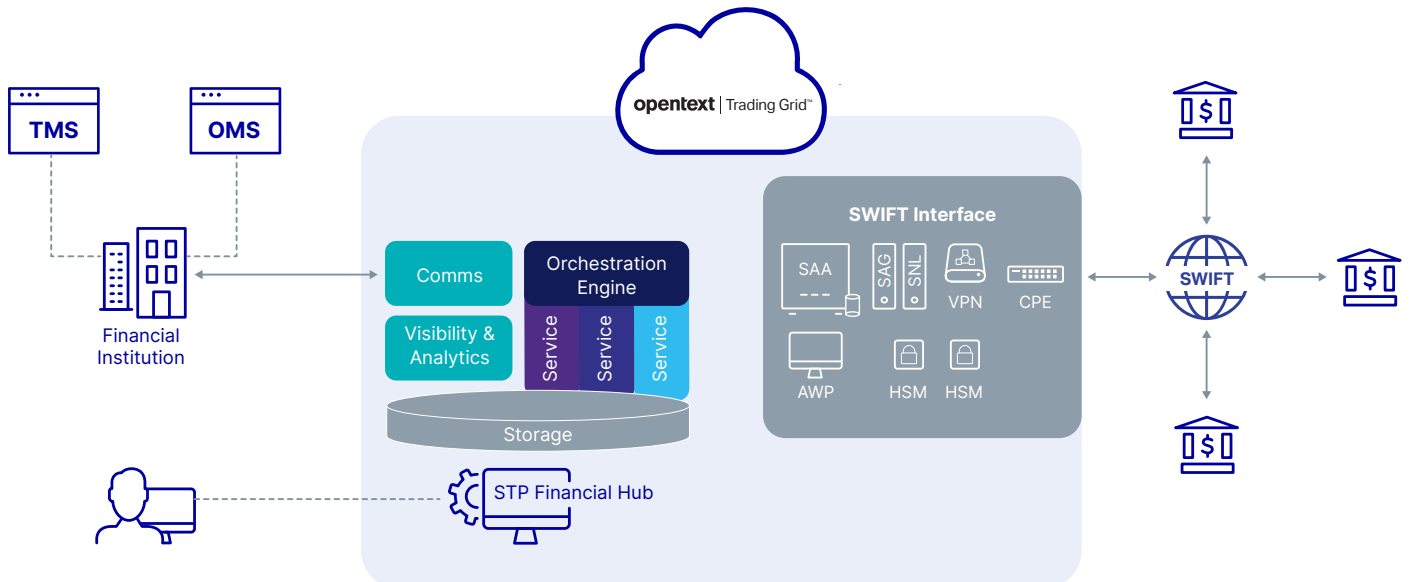 opentext | Trading Grid™
TMS
OMS
Financial
Institution
Comms
Orchestration
Engine
Visibility &
Analytics
Service
Service
Service
Storage
STP Financial Hub
SWIFT Interface
SAA
SAG
SNL
VPN
CPE
AWP
HSM
HSM
$
SWIFT
$
$